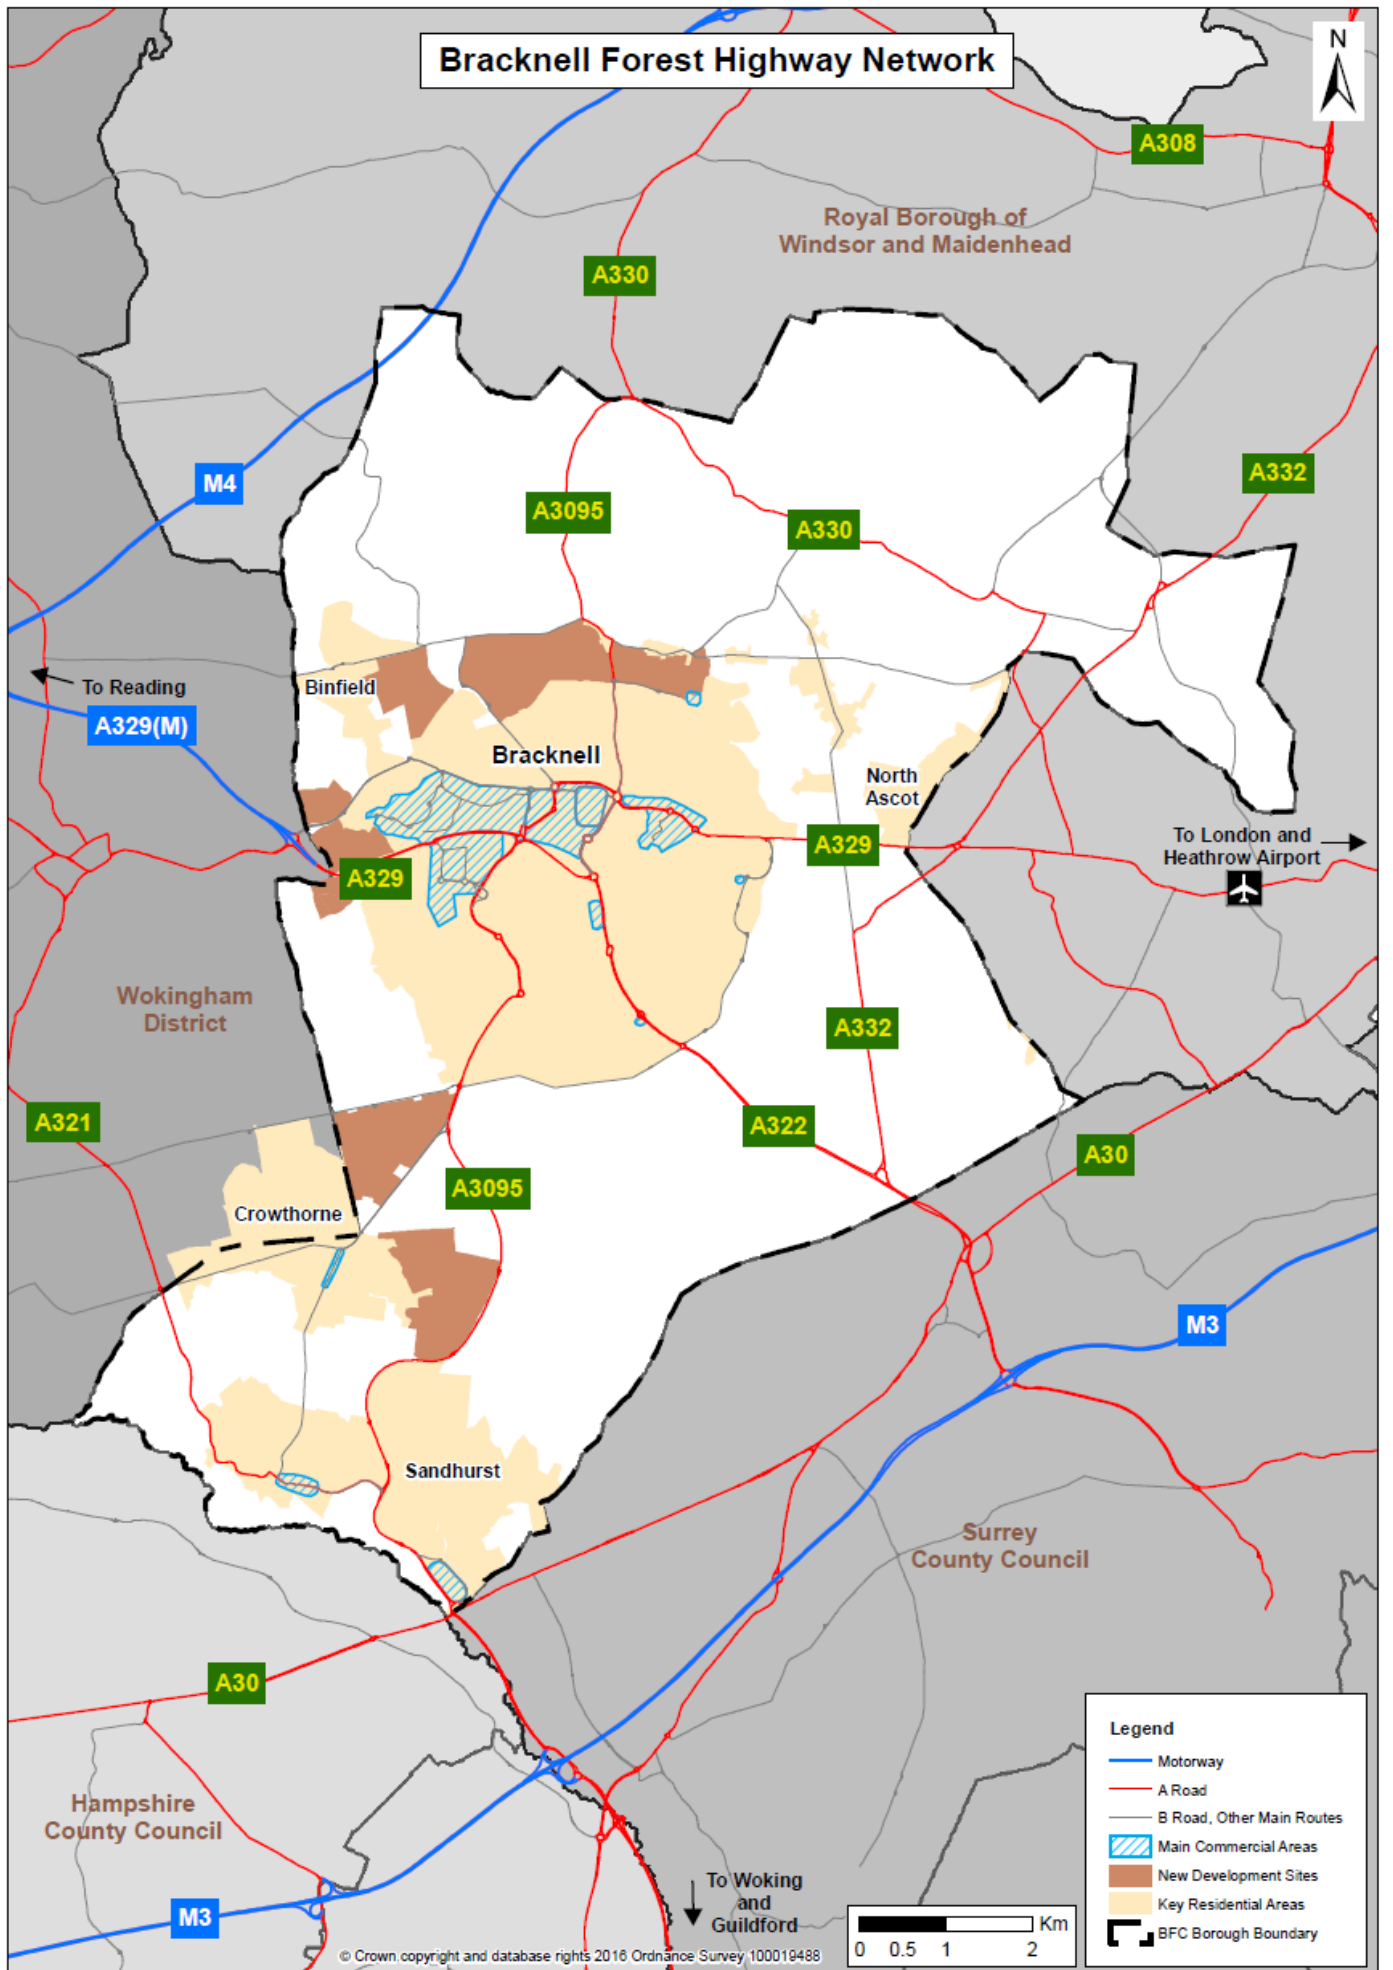 Bracknell Forest Highway Network
N
A308
Royal Borough of
Windsor and Maidenhead
A330
M4
A332
A3095
A330
To Reading
Binfield
A329(M)
Bracknell
North
Ascot
To London and
Heathrow Airport
A329
A329
Wokingham
District
A332
A321
A322
A30
A3095
Crowthorne
M3
Sandhurst
Surrey
County Council
A30
Legend
Motorway
A Road
B Road, Other Main Routes
Main Commercial Areas
New Development Sites
Key Residential Areas
BFC Borough Boundary
Hampshire
County Council
To Woking
and
Guildford
M3
Km
0 0.5 1 2
© Crown copyright and database rights 2016 Ordnance Survey 100019488